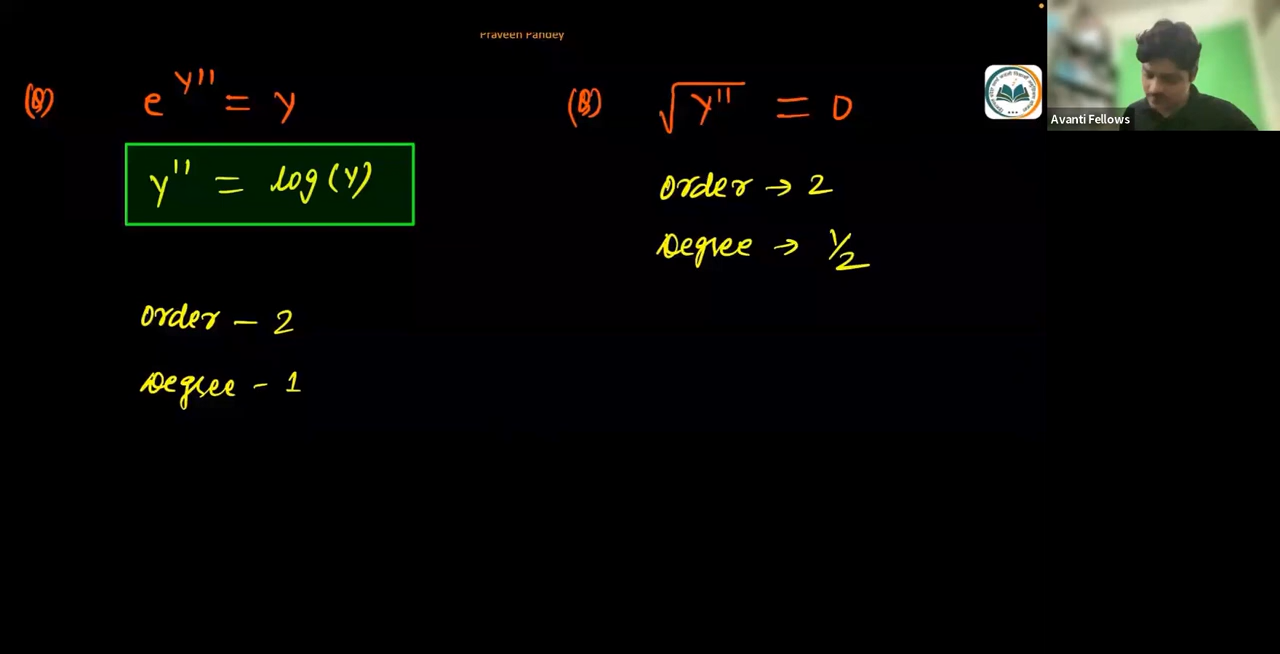 Praveen Pandey
(Q) e^y'' = y
y'' = log(y)
Order - 2
Degree - 1
(Q) √y'' = 0
Order → 2
Degree → 1/2
Avanti Fellows